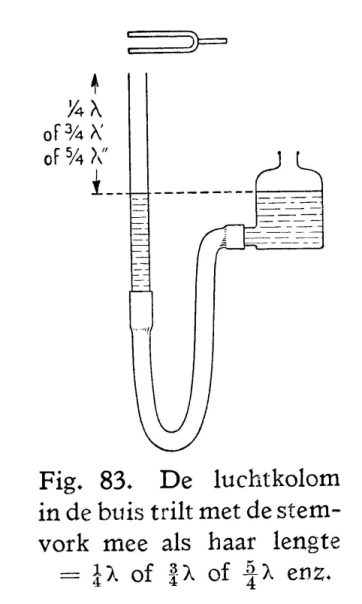 ¼ λ
of ¾ λ′
of 5/4 λ″
Fig. 83. De luchtkolom
in de buis trilt met de stem-
vork mee als haar lengte
= ¼λ of ¾λ of 5/4λ enz.